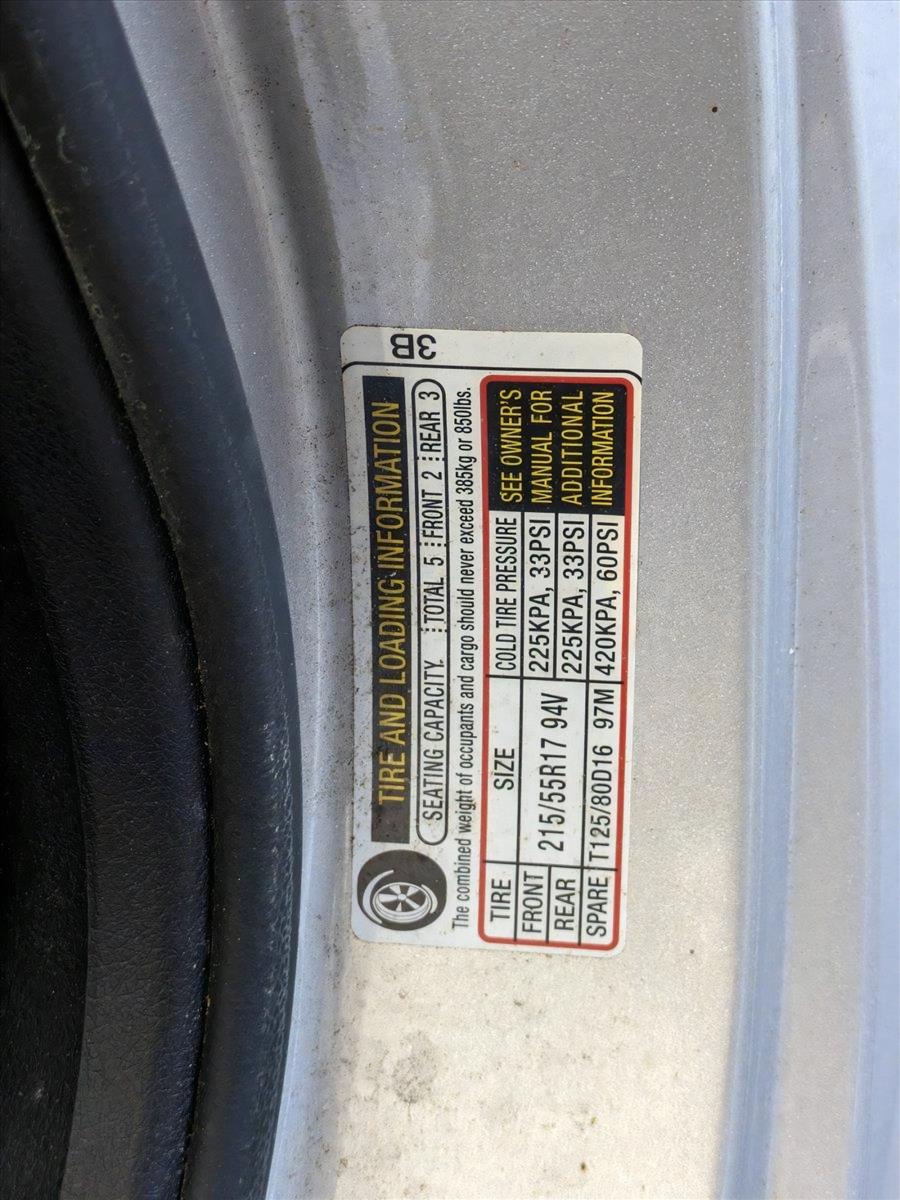 3B
TIRE AND LOADING INFORMATION
SEATING CAPACITY. TOTAL 5 FRONT 2 REAR 3
The combined weight of occupants and cargo should never exceed 385kg or 850lbs.
TIRE SIZE COLD TIRE PRESSURE
FRONT 215/55R17 94V 225KPA, 33PSI
REAR 225KPA, 33PSI
SPARE T125/80D16 97M 420KPA, 60PSI
SEE OWNER'S
MANUAL FOR
ADDITIONAL
INFORMATION